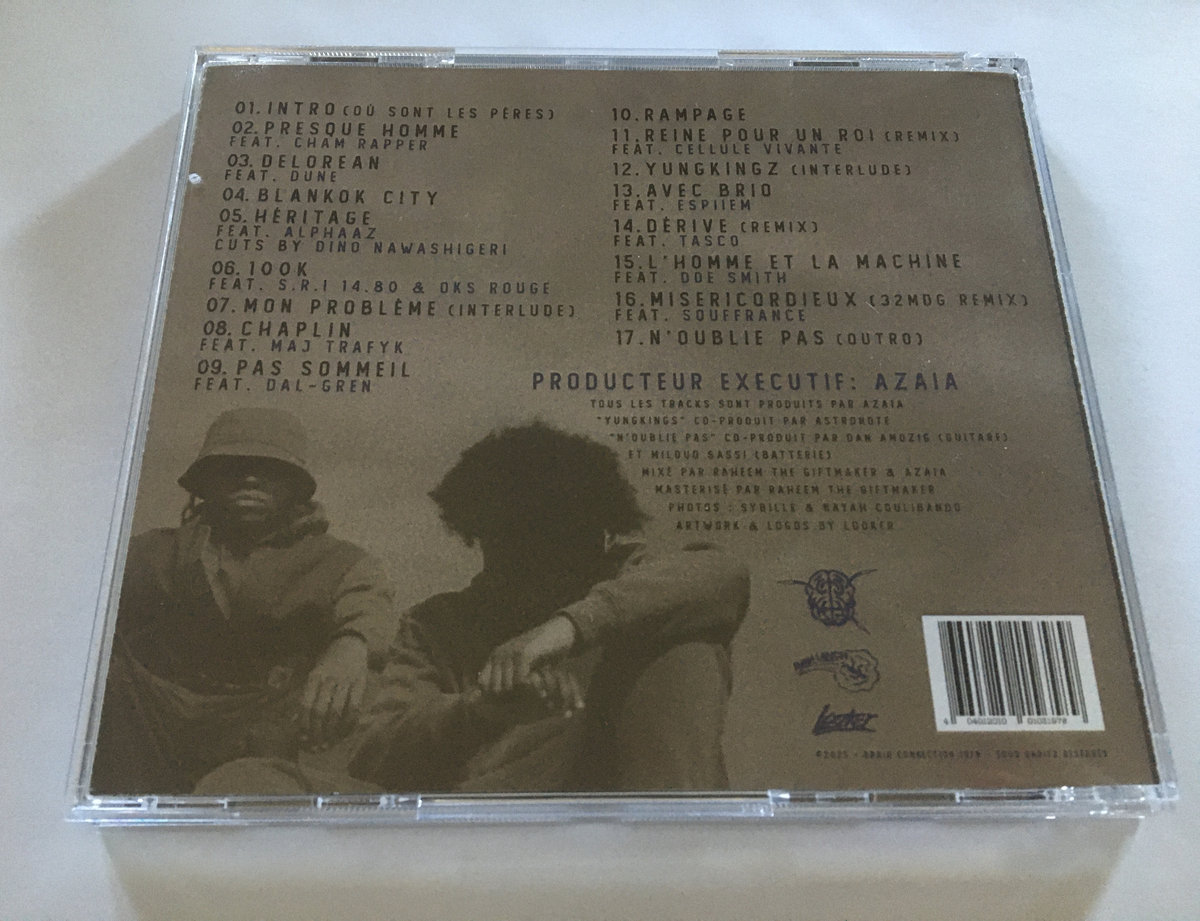 01. INTRO (OÙ SONT LES PÈRES)
02. PRESQUE HOMME
FEAT. CHAM RAPPER
03. DELOREAN
FEAT. DUNE
04. BLANKOK CITY
05. HÉRITAGE
FEAT. ALPHAAZ
CUTS BY DINO NAWASHIGERI
06. 100K
FEAT. S.R.I 14.80 & OKS ROUGE
07. MON PROBLÈME (INTERLUDE)
08. CHAPLIN
FEAT. MAJ TRAFYK
09. PAS SOMMEIL
FEAT. DAL-GREN
10. RAMPAGE
11. REINE POUR UN ROI (REMIX)
FEAT. CELLULE VIVANTE
12. YUNGKINGZ (INTERLUDE)
13. AVEC BRIO
FEAT. ESPIIEM
14. DÉRIVE (REMIX)
FEAT. TASCO
15. L'HOMME ET LA MACHINE
FEAT. DOE SMITH
16. MISERICORDIEUX (32MDG REMIX)
FEAT. SOUFFRANCE
17. N'OUBLIE PAS (OUTRO)
PRODUCTEUR EXECUTIF: AZAIA
TOUS LES TRACKS SONT PRODUITS PAR AZAIA
"YUNGKINGS" CO-PRODUIT PAR ASTRONOTE
"N'OUBLIE PAS" CO-PRODUIT PAR DAN AMOZIG (GUITARE)
ET MILOUD SASSI (BATTERIE)
MIXÉ PAR RAHEEM THE GIFTMAKER & AZAIA
MASTERISÉ PAR RAHEEM THE GIFTMAKER
PHOTOS : SYBILLE & KAYAH COULIBANDO
ARTWORK & LOGOS BY LOOKER
Looker
4 04012010 01031978
©2025